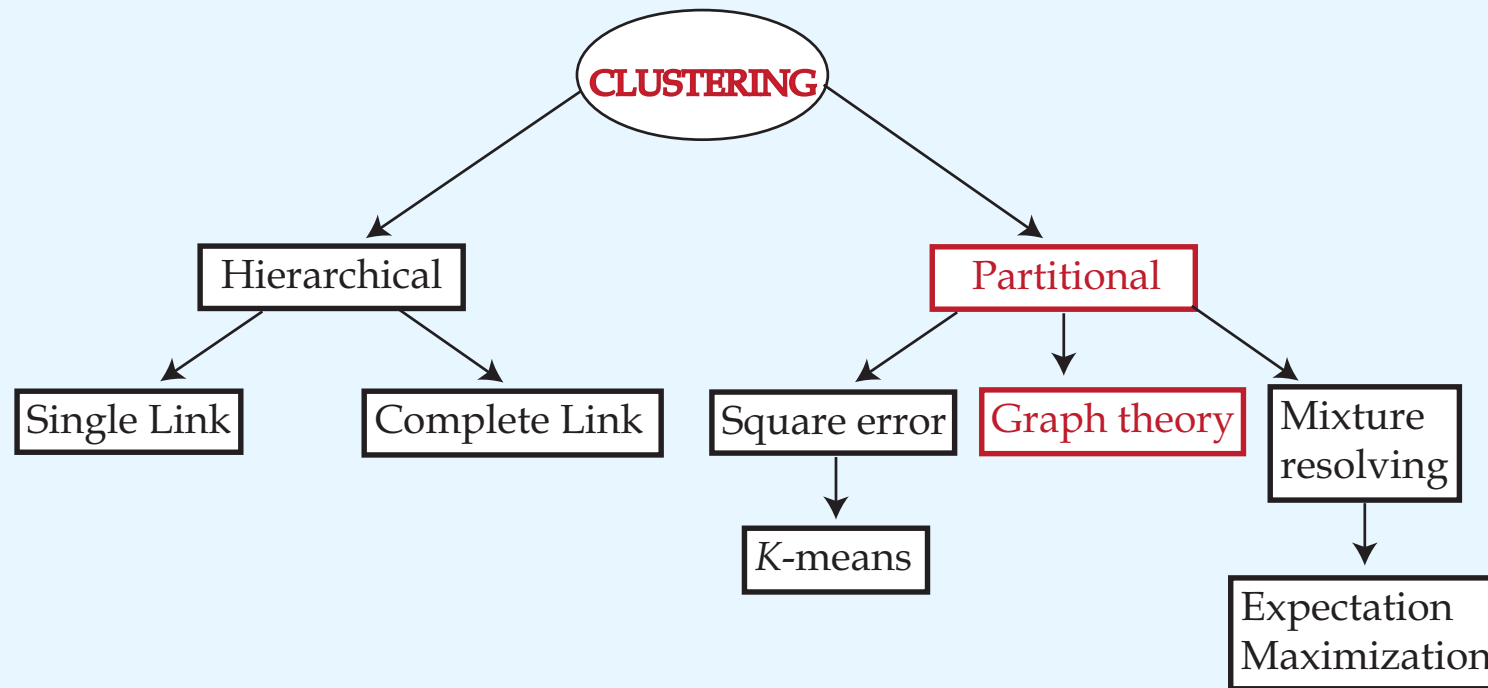 CLUSTERING
Hierarchical
Partitional
Single Link
Complete Link
Square error
Graph theory
Mixture
resolving
K-means
Expectation
Maximization